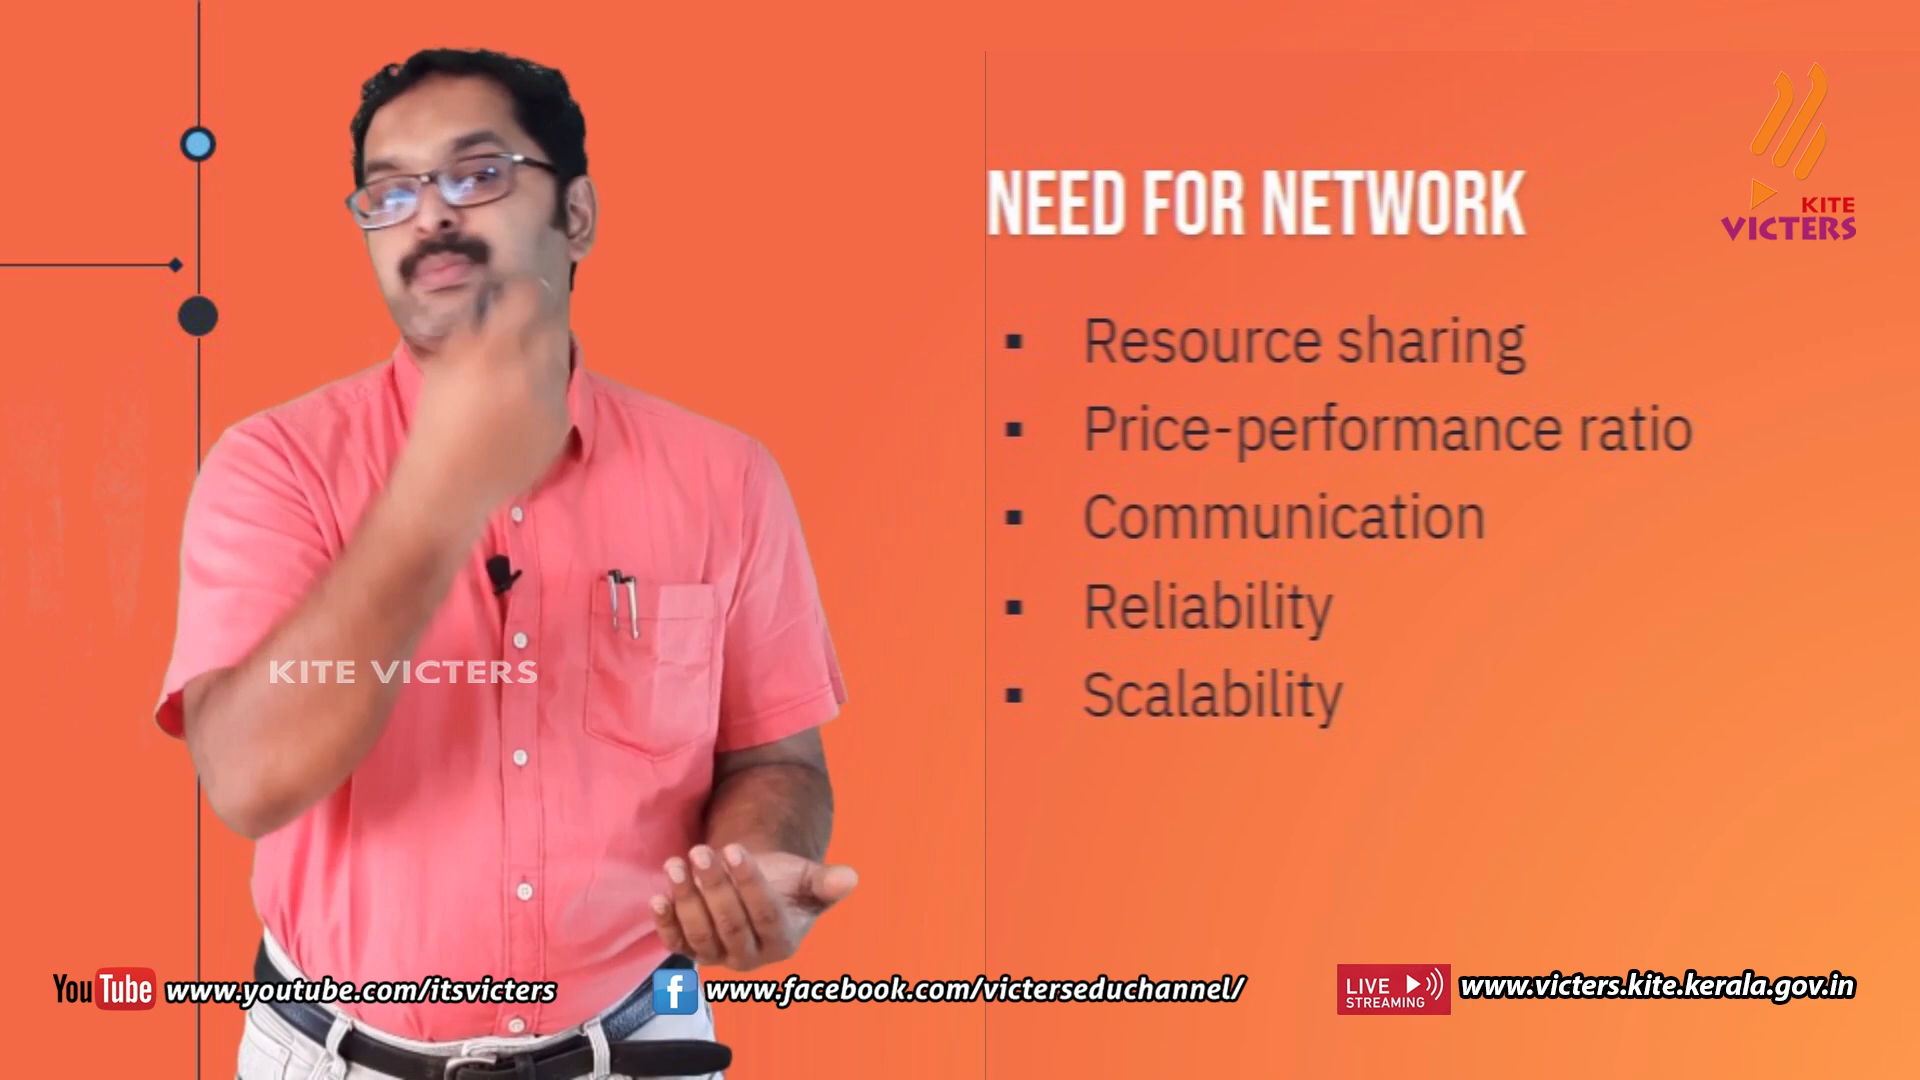 KITE
VICTERS
NEED FOR NETWORK
▪ Resource sharing
▪ Price-performance ratio
▪ Communication
▪ Reliability
▪ Scalability
KITE VICTERS
YouTube www.youtube.com/itsvicters
f www.facebook.com/victerseduchannel/
LIVE
STREAMING
www.victers.kite.kerala.gov.in